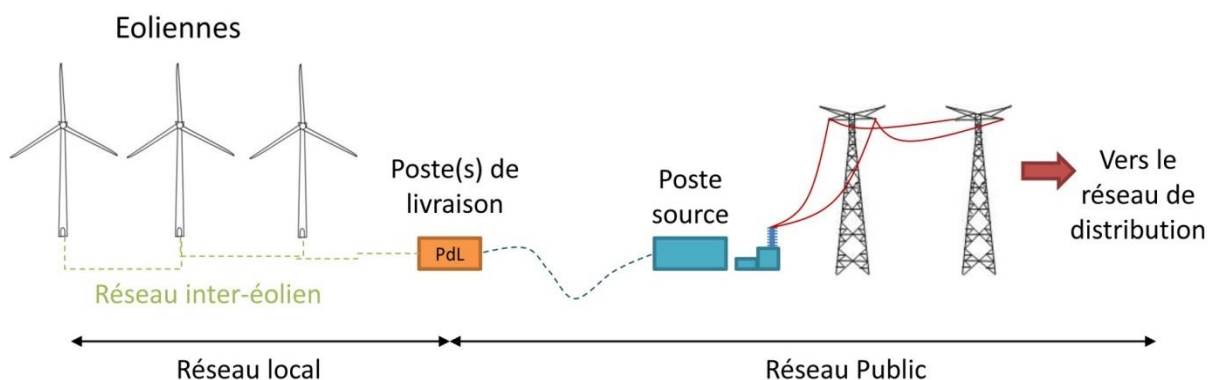 Eoliennes
Poste(s) de
livraison
PdL
Poste
source
Vers le
réseau de
distribution
Réseau inter-éolien
Réseau local
Réseau Public